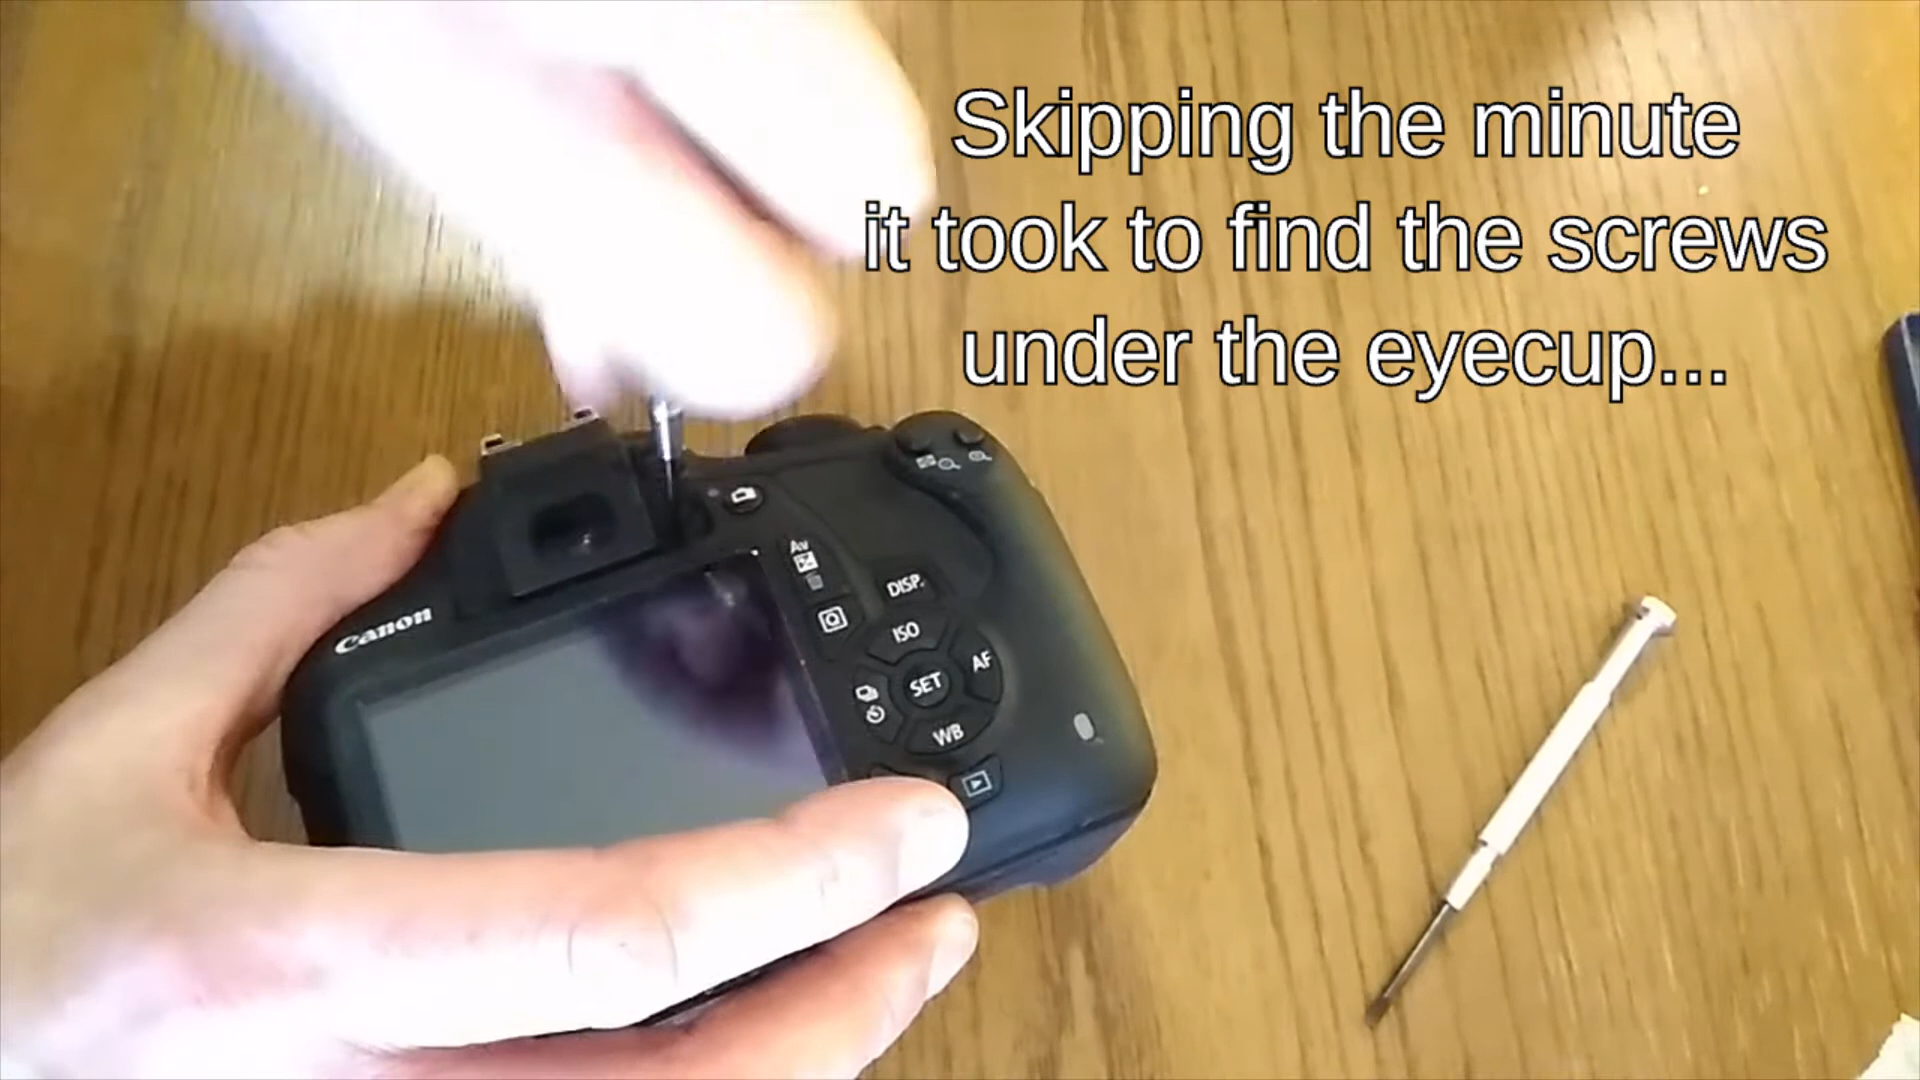 Skipping the minute
it took to find the screws
under the eyecup...
Canon
Av
DISP.
ISO
AF
SET
WB